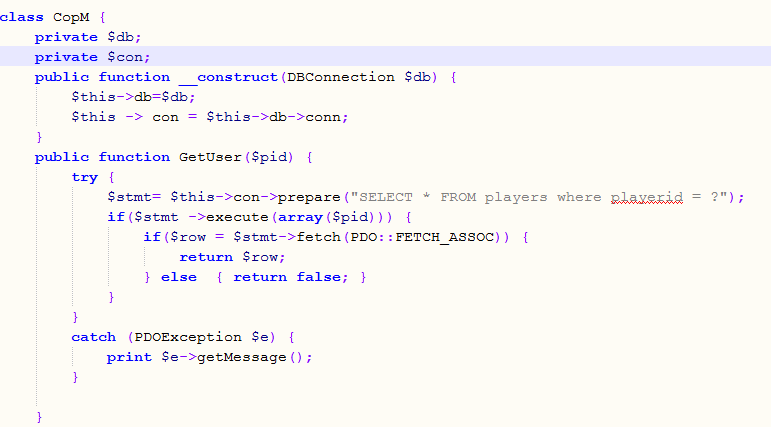 class CopM {
    private $db;
    private $con;
    public function __construct(DBConnection $db) {
        $this->db=$db;
        $this -> con = $this->db->conn;
    }
    public function GetUser($pid) {
        try {
            $stmt= $this->con->prepare("SELECT * FROM players where playerid = ?");
            if($stmt ->execute(array($pid))) {
                if($row = $stmt->fetch(PDO::FETCH_ASSOC)) {
                    return $row;
                } else  { return false; }
            }
        }
        catch (PDOException $e) {
            print $e->getMessage();
        }

    }